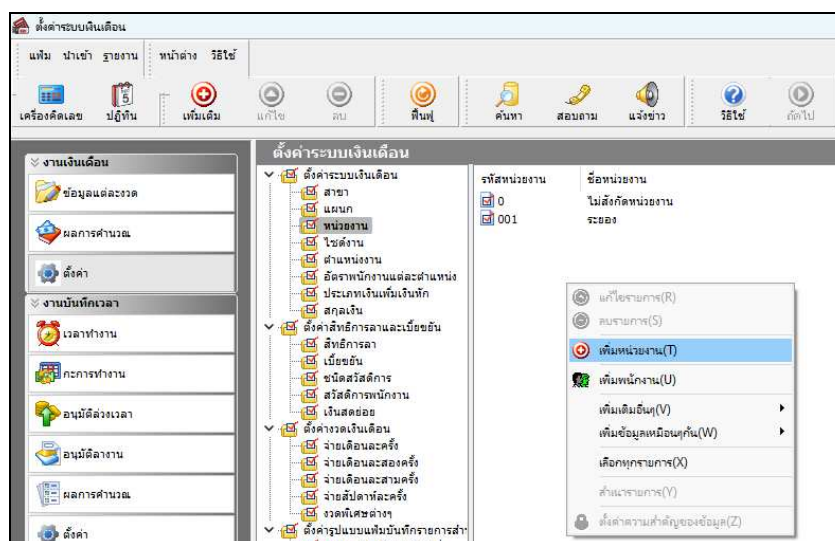 ตั้งค่าระบบเงินเดือน
แฟ้ม นำเข้า รายงาน หน้าต่าง วิธีใช้
เครื่องคิดเลข ปฏิทิน เพิ่มเติม แก้ไข ลบ ฟื้นฟู ค้นหา สอบถาม แจ้งข่าว วิธีใช้ ถัดไป
งานเงินเดือน
ข้อมูลแต่ละงวด
ผลการคำนวณ
ตั้งค่า
งานบันทึกเวลา
เวลาทำงาน
กะการทำงาน
อนุมัติล่วงเวลา
อนุมัติลางาน
ผลการคำนวณ
ตั้งค่า
ตั้งค่าระบบเงินเดือน
ตั้งค่าระบบเงินเดือน
สาขา
แผนก
หน่วยงาน
ไซต์งาน
ตำแหน่งงาน
อัตราพนักงานแต่ละตำแหน่ง
ประเภทเงินเพิ่มเงินหัก
สกุลเงิน
ตั้งค่าสิทธิการลาและเบี้ยขยัน
สิทธิการลา
เบี้ยขยัน
ชนิดสวัสดิการ
สวัสดิการพนักงาน
เงินสดย่อย
ตั้งค่างวดเงินเดือน
จ่ายเดือนละครั้ง
จ่ายเดือนละสองครั้ง
จ่ายเดือนละสามครั้ง
จ่ายสัปดาห์ละครั้ง
งวดพิเศษต่างๆ
ตั้งค่ารูปแบบแฟ้มบันทึกรายการสำ
รหัสหน่วยงาน ชื่อหน่วยงาน
0 ไม่สังกัดหน่วยงาน
001 ระยอง
แก้ไขรายการ(R)
ลบรายการ(S)
เพิ่มหน่วยงาน(T)
เพิ่มพนักงาน(U)
เพิ่มเติมอื่นๆ(V)
เพิ่มข้อมูลเหมือนๆกัน(W)
เลือกทุกรายการ(X)
สำเนารายการ(Y)
ตั้งค่าความสำคัญของข้อมูล(Z)